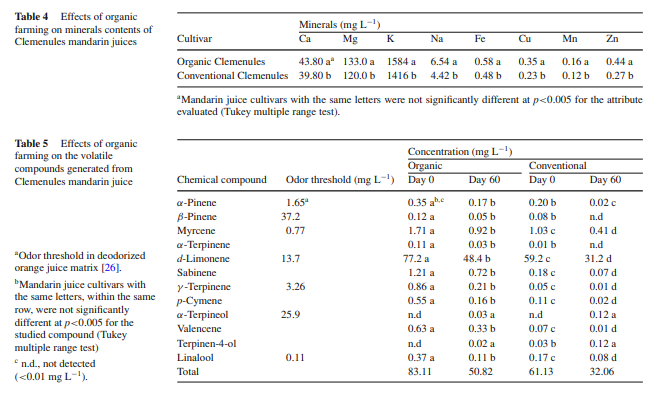 Table 4 Effects of organic
farming on minerals contents of
Clemenules mandarin juices
Minerals (mg L⁻¹)
Cultivar Ca Mg K Na Fe Cu Mn Zn
Organic Clemenules 43.80 aᵃ 133.0 a 1584 a 6.54 a 0.58 a 0.35 a 0.16 a 0.44 a
Conventional Clemenules 39.80 b 120.0 b 1416 b 4.42 b 0.48 b 0.23 b 0.12 b 0.27 b
ᵃMandarin juice cultivars with the same letters were not significantly different at p<0.005 for the attribute
evaluated (Tukey multiple range test).
Table 5 Effects of organic
farming on the volatile
compounds generated from
Clemenules mandarin juice
ᵃOdor threshold in deodorized
orange juice matrix [26].
ᵇMandarin juice cultivars with
the same letters, within the same
row, were not significantly
different at p<0.005 for the
studied compound (Tukey
multiple range test)
ᶜ n.d., not detected
(<0.01 mg L⁻¹).
Concentration (mg L⁻¹)
Organic Conventional
Chemical compound Odor threshold (mg L⁻¹) Day 0 Day 60 Day 0 Day 60
α-Pinene 1.65ᵃ 0.35 aᵇ,ᶜ 0.17 b 0.20 b 0.02 c
β-Pinene 37.2 0.12 a 0.05 b 0.08 b n.d
Myrcene 0.77 1.71 a 0.92 b 1.03 c 0.41 d
α-Terpinene 0.11 a 0.03 b 0.01 b n.d
d-Limonene 13.7 77.2 a 48.4 b 59.2 c 31.2 d
Sabinene 1.21 a 0.72 b 0.18 c 0.07 d
γ-Terpinene 3.26 0.86 a 0.21 b 0.05 c 0.01 d
p-Cymene 0.55 a 0.16 b 0.11 c 0.02 d
α-Terpineol 25.9 n.d 0.03 a n.d 0.12 a
Valencene 0.63 a 0.33 b 0.07 c 0.01 d
Terpinen-4-ol n.d 0.02 a 0.03 b 0.12 a
Linalool 0.11 0.37 a 0.11 b 0.17 c 0.08 d
Total 83.11 50.82 61.13 32.06